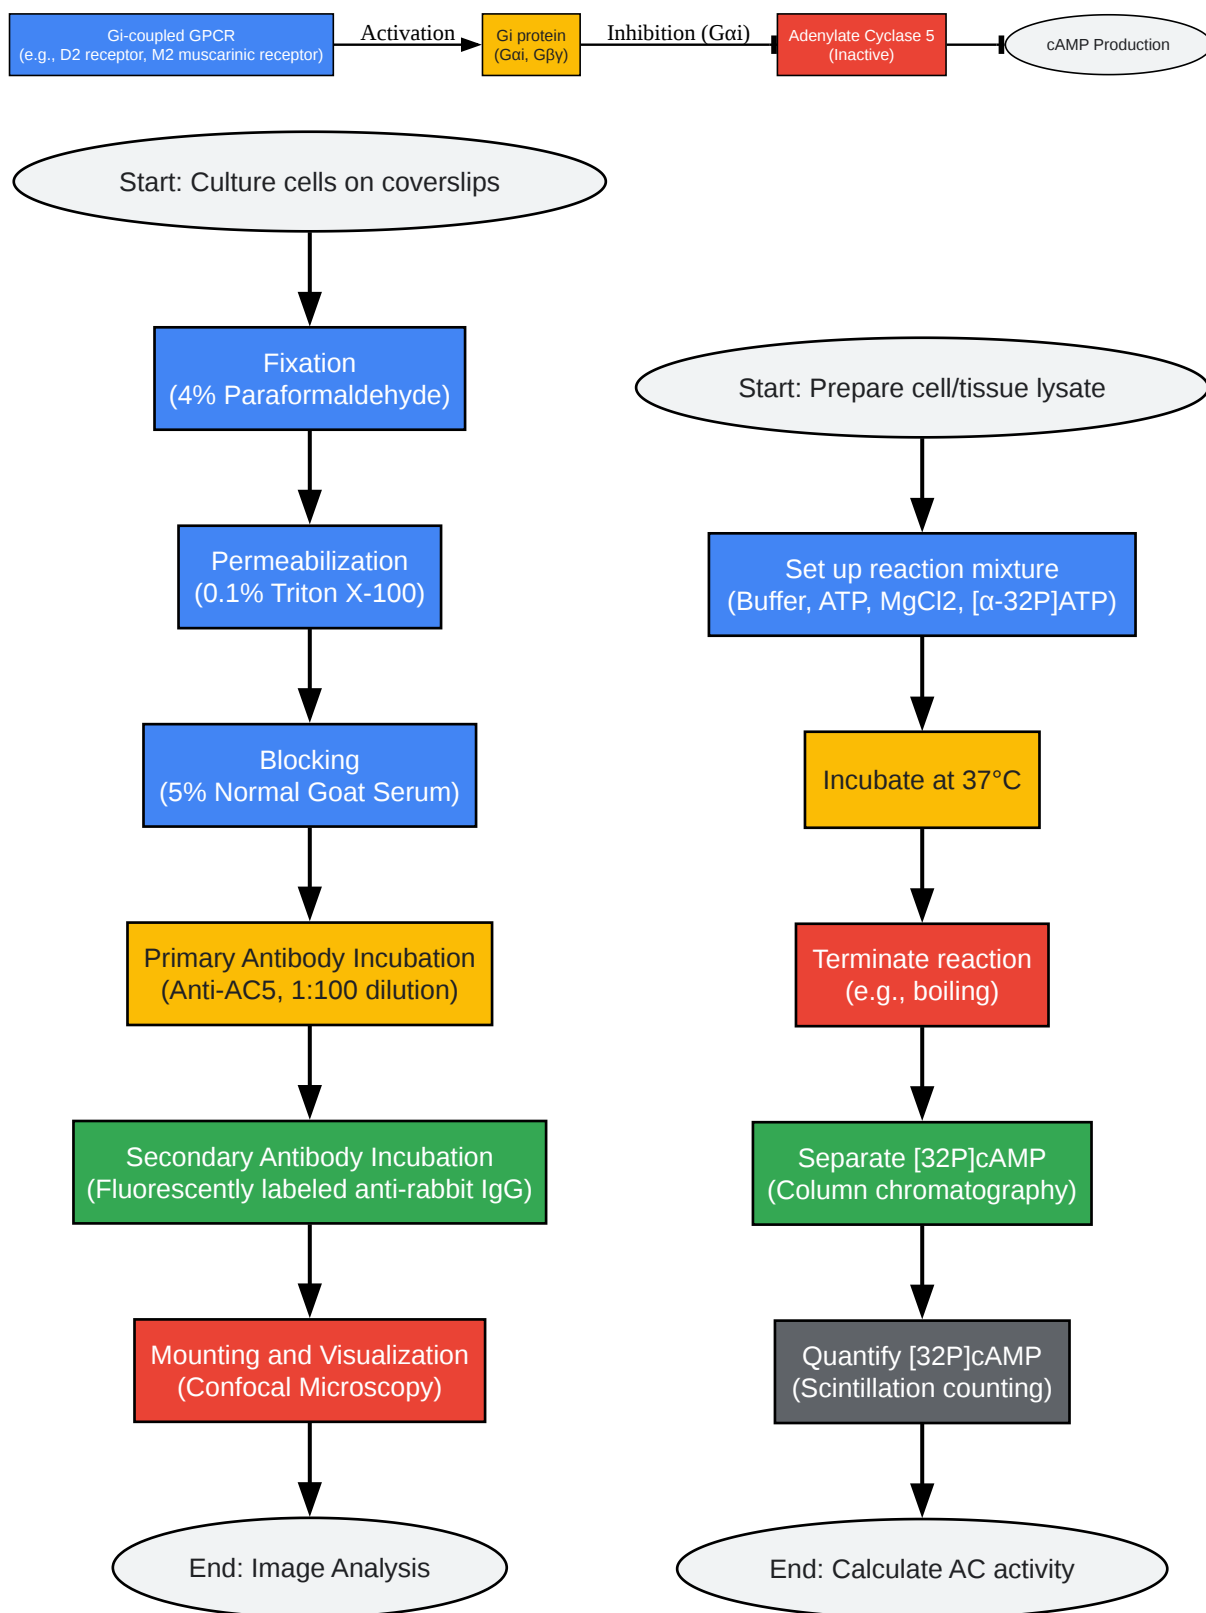 Gi-coupled GPCR
(e.g., D2 receptor, M2 muscarinic receptor)
Activation
Gi protein
(Gαi, Gβγ)
Inhibition (Gαi)
Adenylate Cyclase 5
(Inactive)
cAMP Production
Start: Culture cells on coverslips
Fixation
(4% Paraformaldehyde)
Permeabilization
(0.1% Triton X-100)
Blocking
(5% Normal Goat Serum)
Primary Antibody Incubation
(Anti-AC5, 1:100 dilution)
Secondary Antibody Incubation
(Fluorescently labeled anti-rabbit IgG)
Mounting and Visualization
(Confocal Microscopy)
End: Image Analysis
Start: Prepare cell/tissue lysate
Set up reaction mixture
(Buffer, ATP, MgCl2, [α-32P]ATP)
Incubate at 37°C
Terminate reaction
(e.g., boiling)
Separate [32P]cAMP
(Column chromatography)
Quantify [32P]cAMP
(Scintillation counting)
End: Calculate AC activity